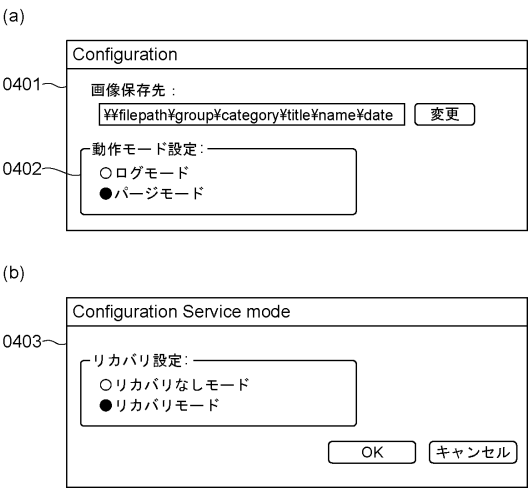 (a)
Configuration
0401
画像保存先：
¥¥filepath¥group¥category¥title¥name¥date
変更
0402
動作モード設定:
○ログモード
●パージモード
(b)
Configuration Service mode
0403
リカバリ設定:
○リカバリなしモード
●リカバリモード
OK
キャンセル